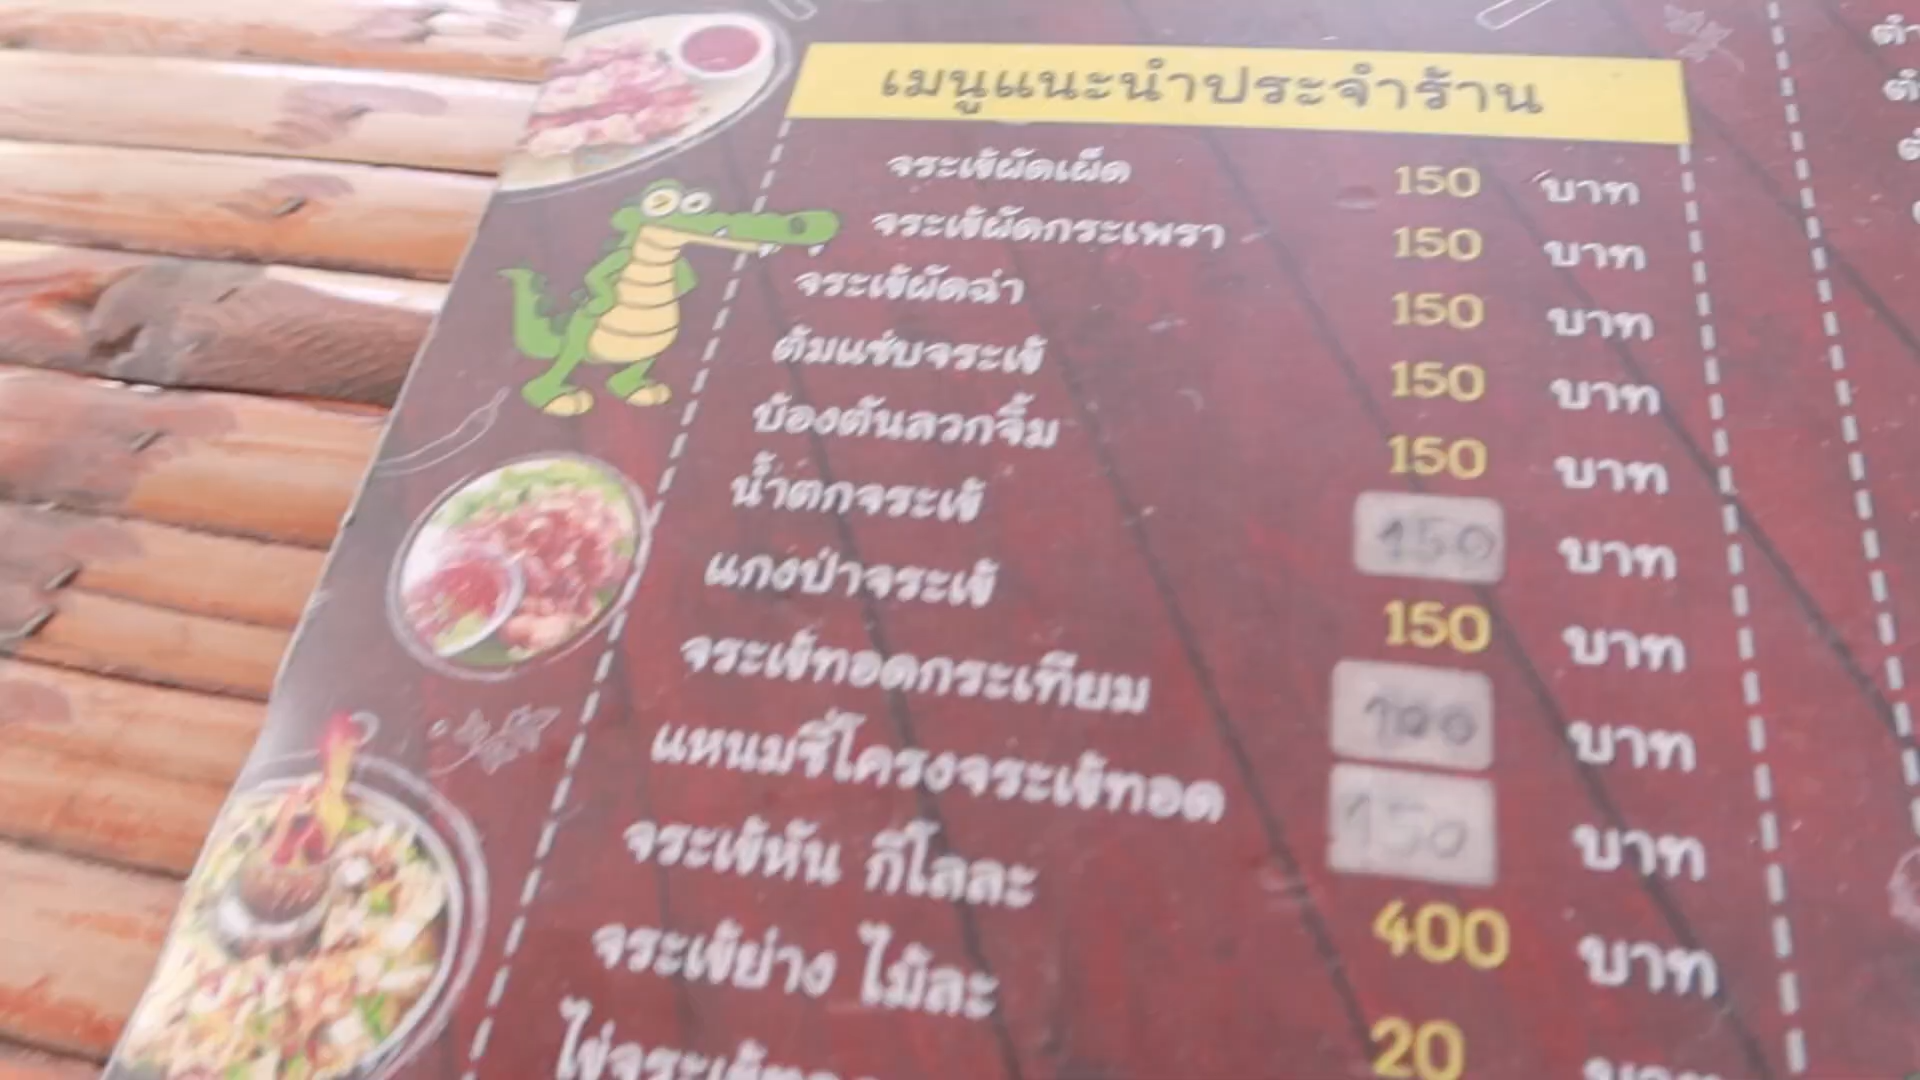 เมนูแนะนำประจำร้าน
จระเข้ผัดเผ็ด 150 บาท
จระเข้ผัดกระเพรา 150 บาท
จระเข้ผัดฉ่า 150 บาท
ต้มแซ่บจระเข้ 150 บาท
บ้องตันลวกจิ้ม 150 บาท
น้ำตกจระเข้ 150 บาท
แกงป่าจระเข้ 150 บาท
จระเข้ทอดกระเทียม บาท
แหนมซี่โครงจระเข้ทอด 150 บาท
จระเข้หัน กิโลละ 400 บาท
จระเข้ย่าง ไม้ละ 20 บาท